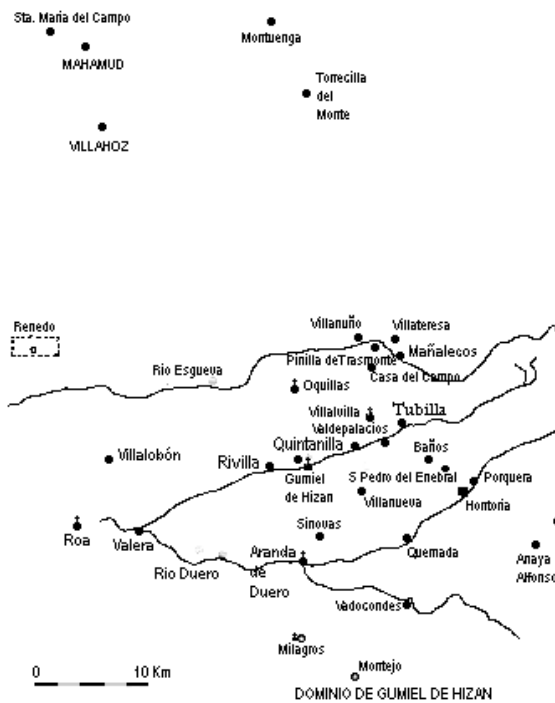 Sta. Maria del Campo
MAHAMUD
Montuenga
Torrecilla
del
Monte
VILLAHOZ
Renedo
Villanuño
Villateresa
Mañalecos
Pinilla deTrasmonte
Casa del Campo
Rio Esgueva
Oquillas
Villalvilla
Tubilla
Valdepalacios
Quintanilla
Baños
Villalobón
Rivilla
Gumiel
de Hizan
S Pedro del Enebral
Porquera
Villanueva
Hontoria
Roa
Valera
Sinovas
Quemada
Anaya
Alfonso
Rio Duero
Aranda
de
Duero
Vadocondes
Milagros
Montejo
0
10 Km
DOMINIO DE GUMIEL DE HIZAN